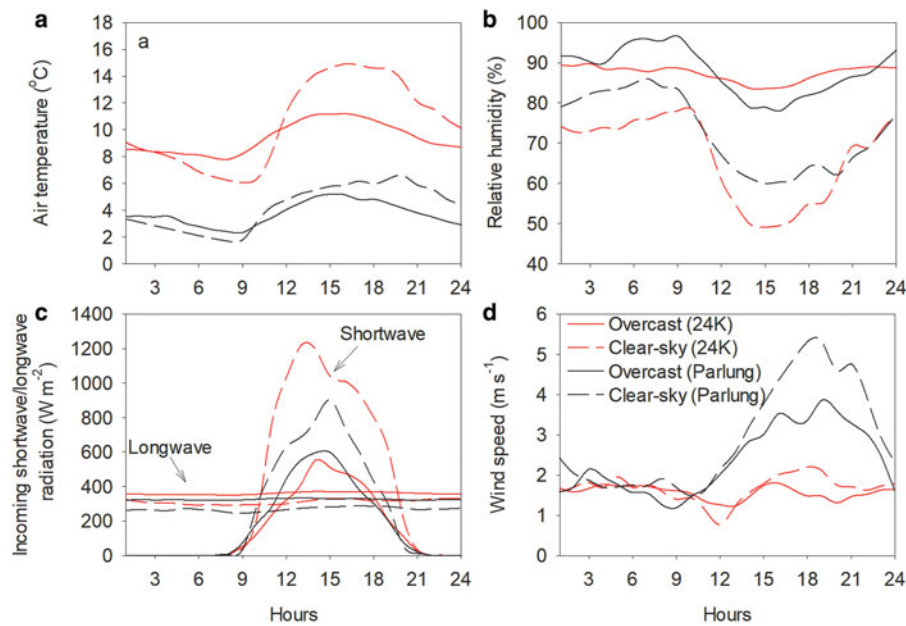 a
a
Air temperature (°C)
18
16
14
12
10
8
6
4
2
0
3 6 9 12 15 18 21 24
b
Relative humidity (%)
100
90
80
70
60
50
40
3 6 9 12 15 18 21 24
c
Incoming shortwave/longwave
radiation (W m-2)
1400
1200
1000
800
600
400
200
0
Shortwave
Longwave
3 6 9 12 15 18 21 24
Hours
d
Wind speed (m s-1)
6
5
4
3
2
1
0
Overcast (24K)
Clear-sky (24K)
Overcast (Parlung)
Clear-sky (Parlung)
3 6 9 12 15 18 21 24
Hours